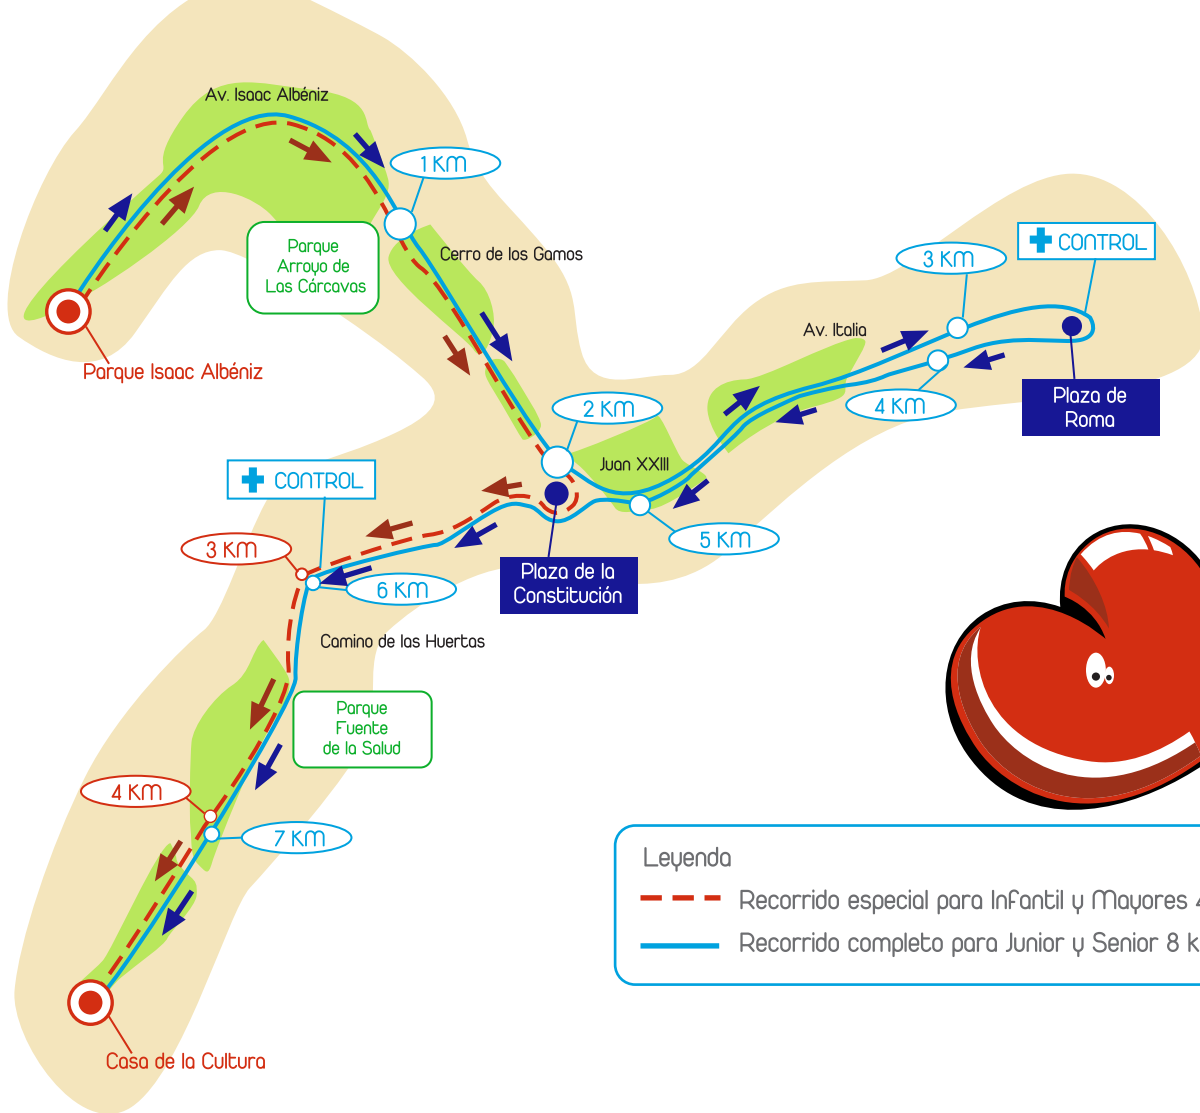 Av. Isaac Albéniz
1 KM
Parque
Arroyo de
Las Cárcavas
Cerro de los Gamos
Parque Isaac Albéniz
3 KM
CONTROL
Av. Italia
4 KM
Plaza de
Roma
2 KM
Juan XXIII
CONTROL
3 KM
5 KM
6 KM
Plaza de la
Constitución
Camino de las Huertas
Parque
Fuente
de la Salud
4 KM
7 KM
Casa de la Cultura
Leyenda
Recorrido especial para Infantil y Mayores 4
Recorrido completo para Junior y Senior 8 k